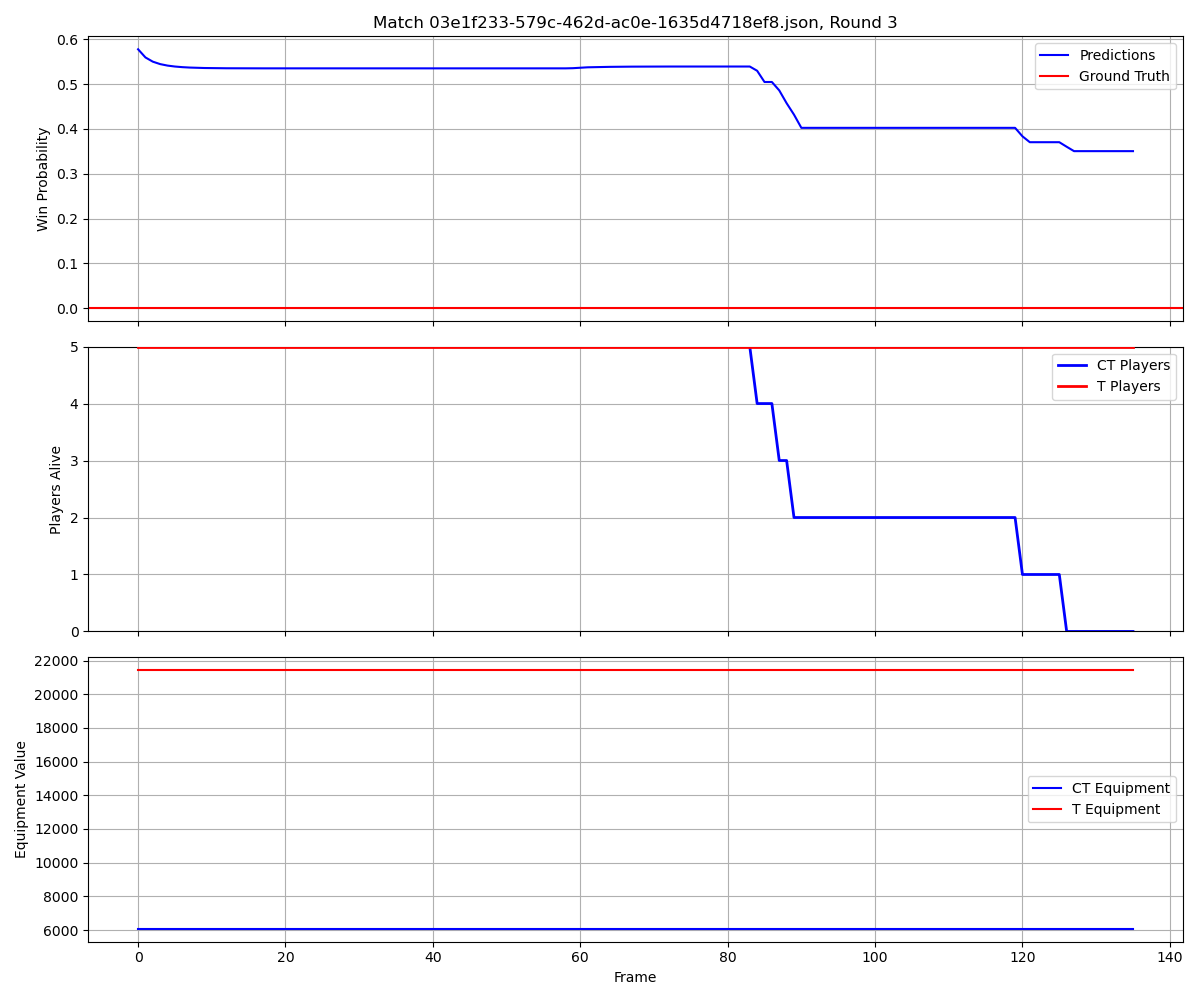 Match 03e1f233-579c-462d-ac0e-1635d4718ef8.json, Round 3
Win Probability
0.6
0.5
0.4
0.3
0.2
0.1
0.0
Predictions
Ground Truth
Players Alive
5
4
3
2
1
0
CT Players
T Players
Equipment Value
22000
20000
18000
16000
14000
12000
10000
8000
6000
CT Equipment
T Equipment
0 20 40 60 80 100 120 140
Frame